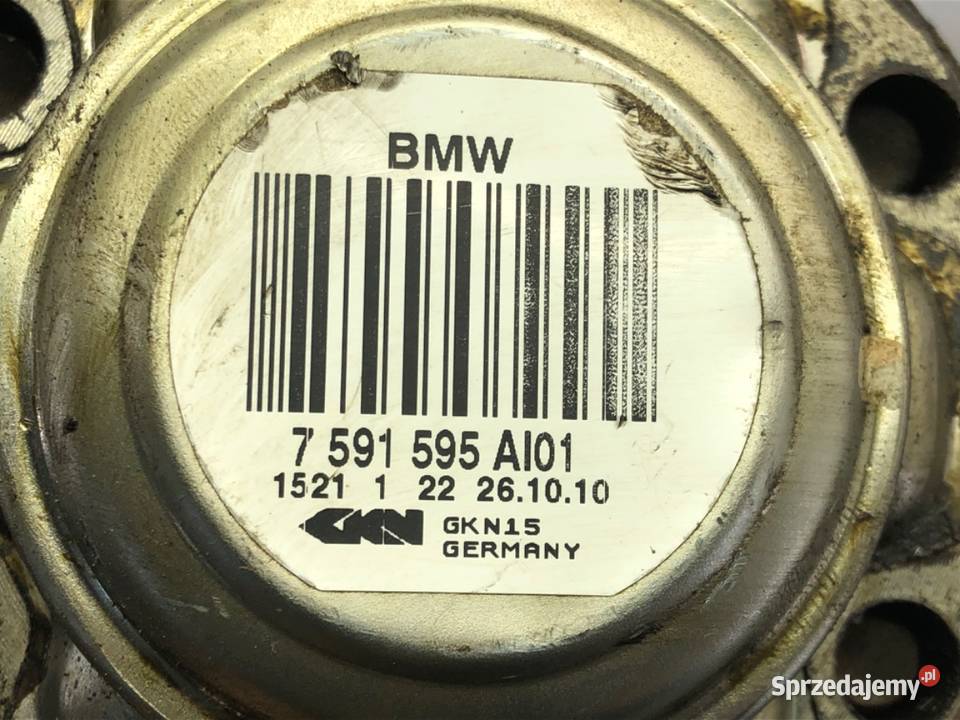 BMW
7 591 595 AI01
1521 1 22 26.10.10
GKN GKN15
GERMANY
Sprzedajemy.pl